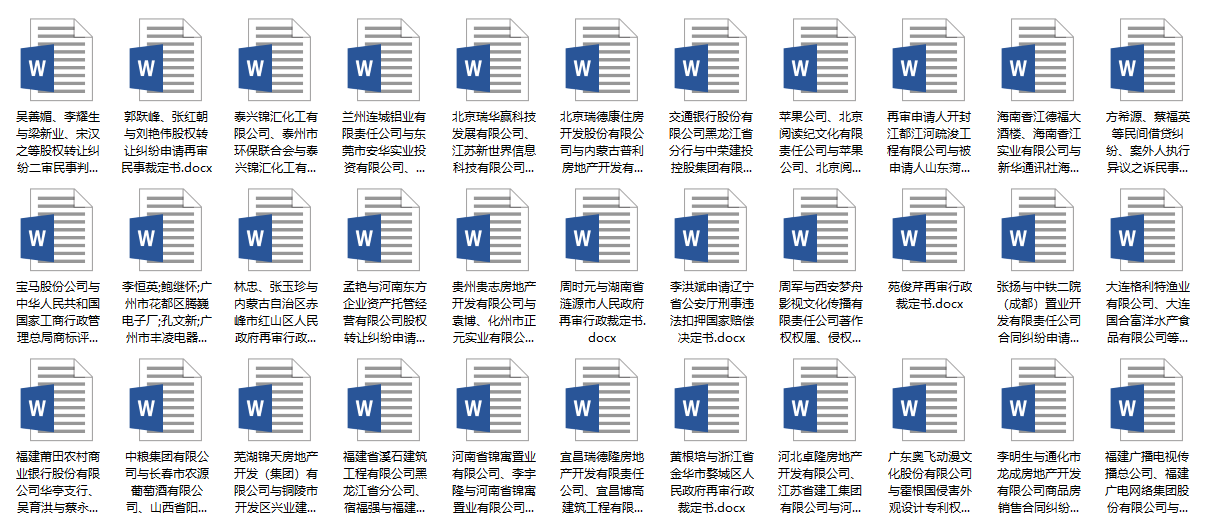 W W W W W W W W W W W
吴善媚、李耀生
与梁新业、宋汉
之等股权转让纠
纷二审民事判...
郭跃峰、张红朝
与刘艳伟股权转
让纠纷申请再审
民事裁定书.docx
泰兴锦汇化工有
限公司、泰州市
环保联合会与泰
兴锦汇化工有...
兰州连城铝业有
限责任公司与东
莞市安华实业投
资有限公司、...
北京瑞华赢科技
发展有限公司、
江苏新世界信息
科技有限公司...
北京瑞德康住房
开发股份有限公
司与内蒙古普利
房地产开发有...
交通银行股份有
限公司黑龙江省
分行与中荣建投
控股集团有限...
苹果公司、北京
阅读纪文化有限
责任公司与苹果
公司、北京阅...
再审申请人开封
江都江河疏浚工
程有限公司与被
申请人山东菏...
海南香江德福大
酒楼、海南香江
实业有限公司与
新华通讯社海...
方希源、蔡福英
等民间借贷纠
纷、案外人执行
异议之诉民事...
W W W W W W W W W W W
宝马股份公司与
中华人民共和国
国家工商行政管
理总局商标评...
李恒英;鲍继怀;广
州市花都区腾巍
电子厂;孔文新;广
州市丰凌电器...
林忠、张玉珍与
内蒙古自治区赤
峰市红山区人民
政府再审行政...
孟艳与河南东方
企业资产托管经
营有限公司股权
转让纠纷申请...
贵州贵志房地产
开发有限公司与
袁博、化州市正
元实业有限公...
周时元与湖南省
涟源市人民政府
再审行政裁定书.
docx
李洪斌申请辽宁
省公安厅刑事违
法扣押国家赔偿
决定书.docx
周军与西安梦舟
影视文化传播有
限责任公司著作
权权属、侵权...
苑俊芹再审行政
裁定书.docx
张扬与中铁二院
（成都）置业开
发有限责任公司
合同纠纷申请...
大连格利特渔业
有限公司、大连
国合富洋水产食
品有限公司等...
W W W W W W W W W W W
福建莆田农村商
业银行股份有限
公司华亭支行、
吴育洪与蔡永...
中粮集团有限公
司与长春市农源
葡萄酒有限公
司、山西省阳...
芜湖锦天房地产
开发（集团）有
限公司与铜陵市
开发区兴业建...
福建省溪石建筑
工程有限公司黑
龙江省分公司、
宿福强与福建...
河南省锦寓置业
有限公司、李宇
隆与河南省锦寓
置业有限公司...
宜昌瑞德隆房地
产开发有限责任
公司、宜昌博高
建筑工程有限...
黄根培与浙江省
金华市婺城区人
民政府再审行政
裁定书.docx
河北卓隆房地产
开发有限公司、
江苏省建工集团
有限公司与河...
广东奥飞动漫文
化股份有限公司
与霍根国侵害外
观设计专利权...
李明生与通化市
龙成房地产开发
有限公司商品房
销售合同纠纷...
福建广播电视传
播总公司、福建
广电网络集团股
份有限公司与...